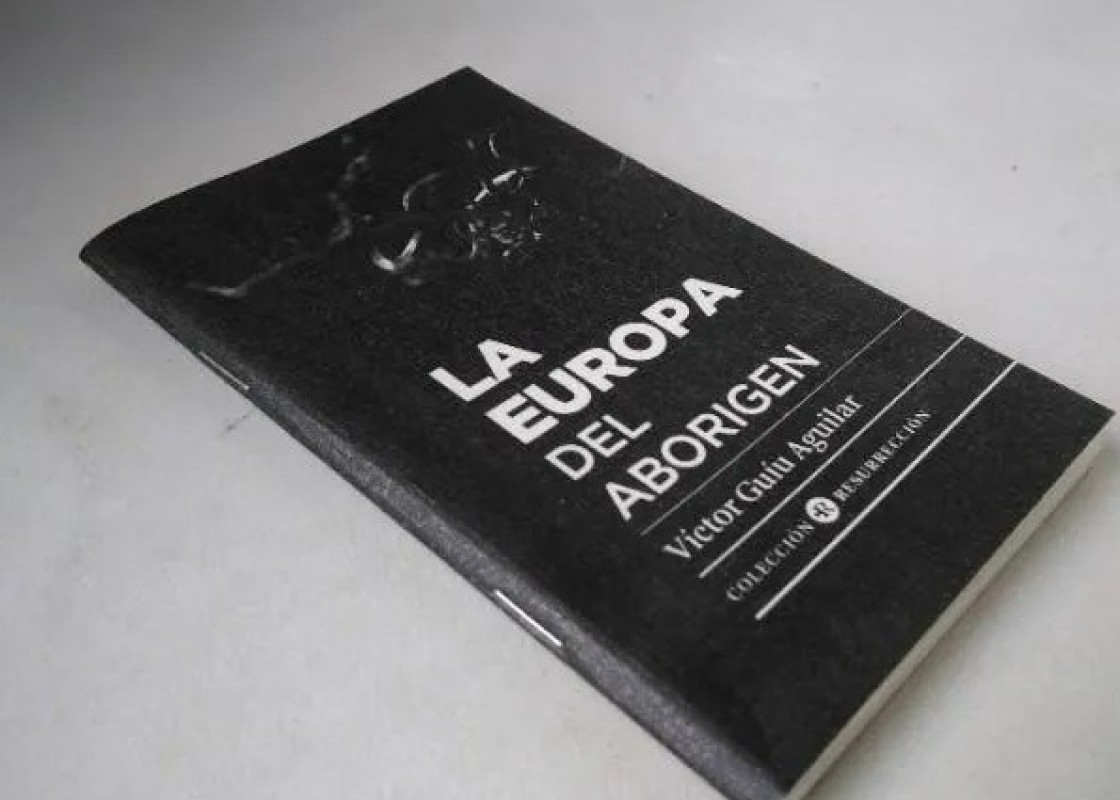 LA
EUROPA
DEL
ABORIGEN
Víctor Guíu Aguilar
COLECCIÓN RESURRECCIÓN